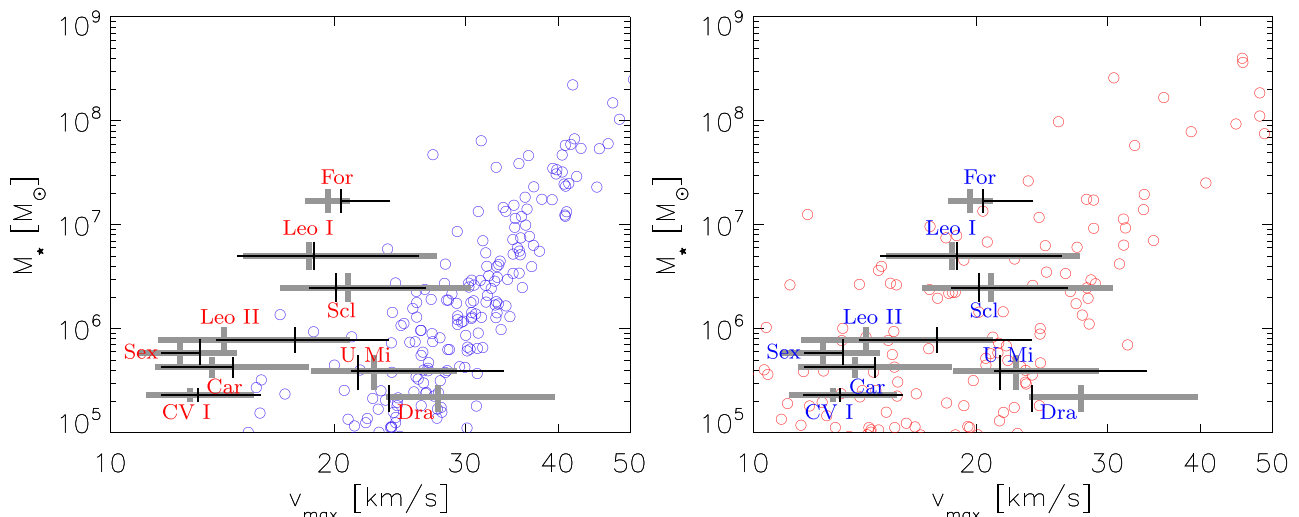 10⁹
10⁸
10⁷
10⁶
10⁵
M⋆ [M☉]
For
Leo I
Scl
Leo II
Sex
U Mi
Car
CV I
Dra
10 20 30 40 50
v_max [km/s]
10⁹
10⁸
10⁷
10⁶
10⁵
M⋆ [M☉]
For
Leo I
Scl
Leo II
Sex
U Mi
Car
CV I
Dra
10 20 30 40 50
v_max [km/s]